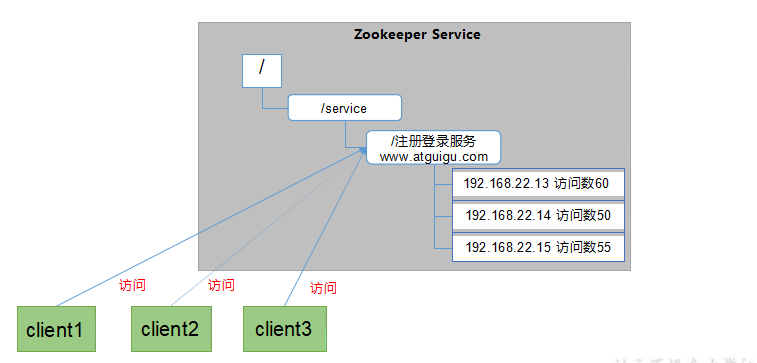 Zookeeper Service
/
/service
/注册登录服务
www.atguigu.com
192.168.22.13 访问数60
192.168.22.14 访问数50
192.168.22.15 访问数55
访问
访问
访问
client1
client2
client3